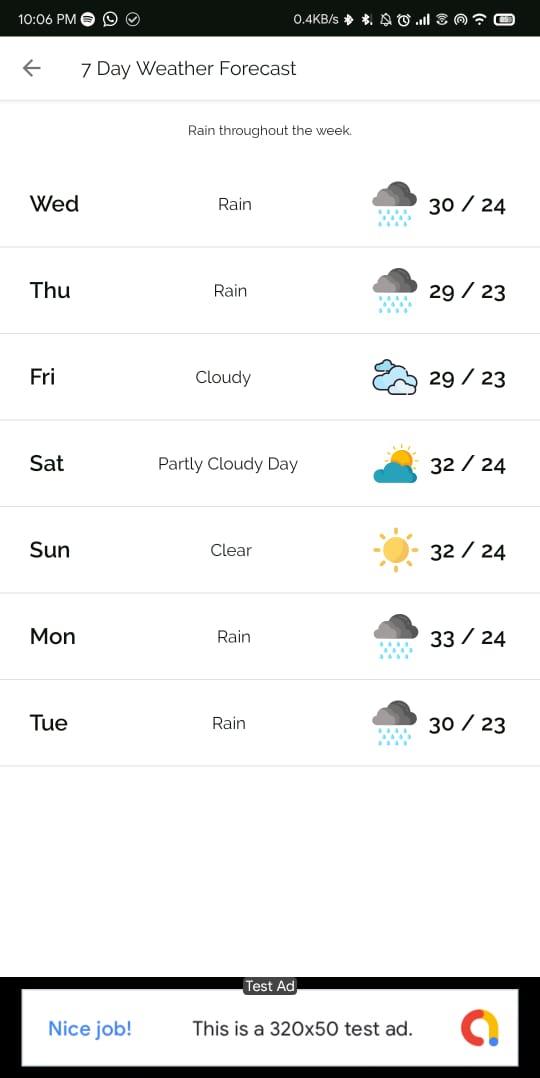 10:06 PM 0.4KB/s
7 Day Weather Forecast
Rain throughout the week.
Wed Rain 30 / 24
Thu Rain 29 / 23
Fri Cloudy 29 / 23
Sat Partly Cloudy Day 32 / 24
Sun Clear 32 / 24
Mon Rain 33 / 24
Tue Rain 30 / 23
Test Ad
Nice job! This is a 320x50 test ad.